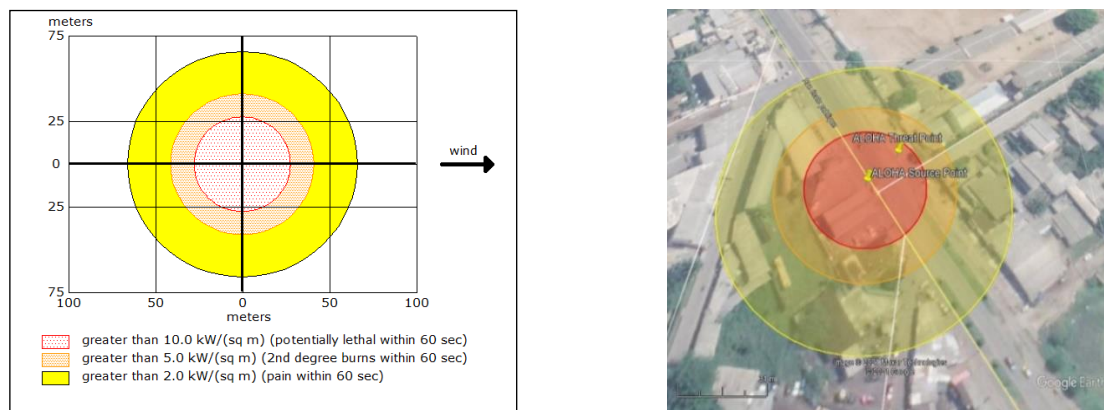 meters
75
25
0
25
75
100
50
0
50
100
meters
wind
greater than 10.0 kW/(sq m) (potentially lethal within 60 sec)
greater than 5.0 kW/(sq m) (2nd degree burns within 60 sec)
greater than 2.0 kW/(sq m) (pain within 60 sec)
ALOHA Threat Point
ALOHA Source Point
Technologies
Google Earth